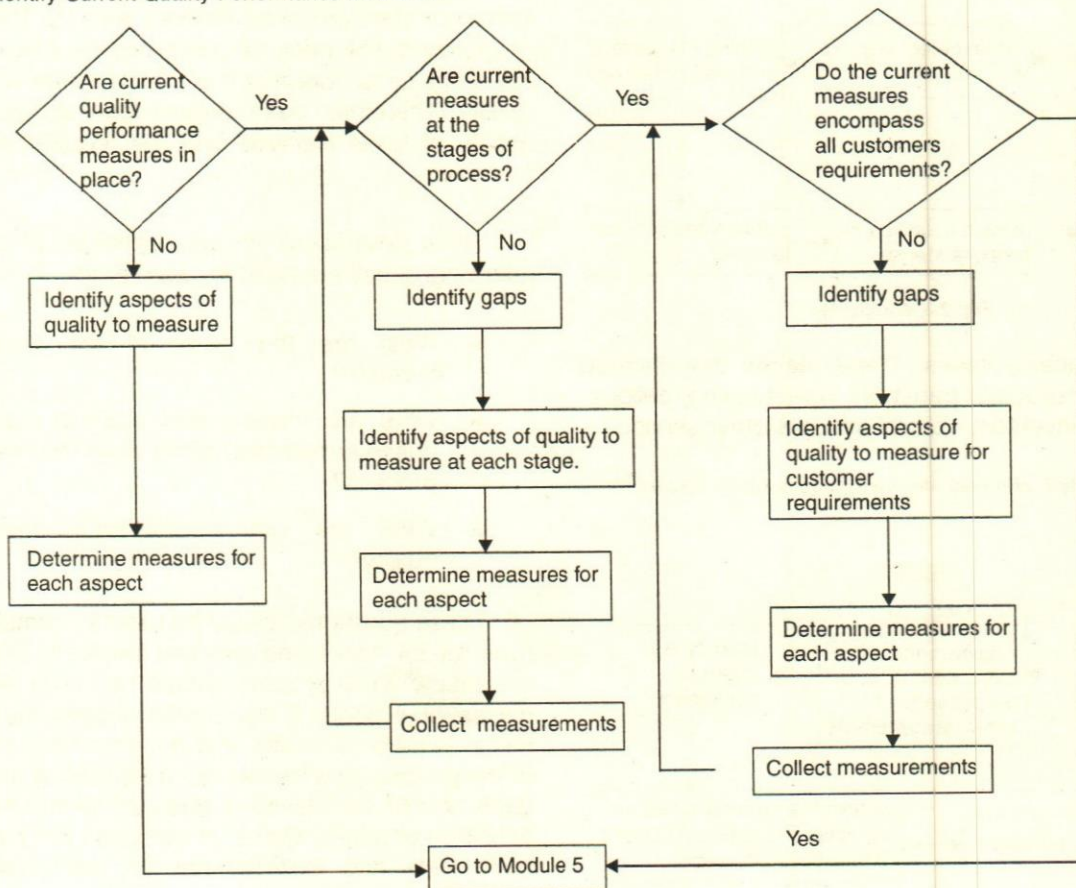 Are current
quality
performance
measures in
place?
Yes
Are current
measures
at the
stages of
process?
Yes
Do the current
measures
encompass
all customers
requirements?
No
Identify aspects of
quality to measure
Determine measures for
each aspect
No
Identify gaps
Identify aspects of quality to
measure at each stage.
Determine measures for
each aspect
Collect measurements
No
Identify gaps
Identify aspects of
quality to measure for
customer
requirements
Determine measures for
each aspect
Collect measurements
Yes
Go to Module 5